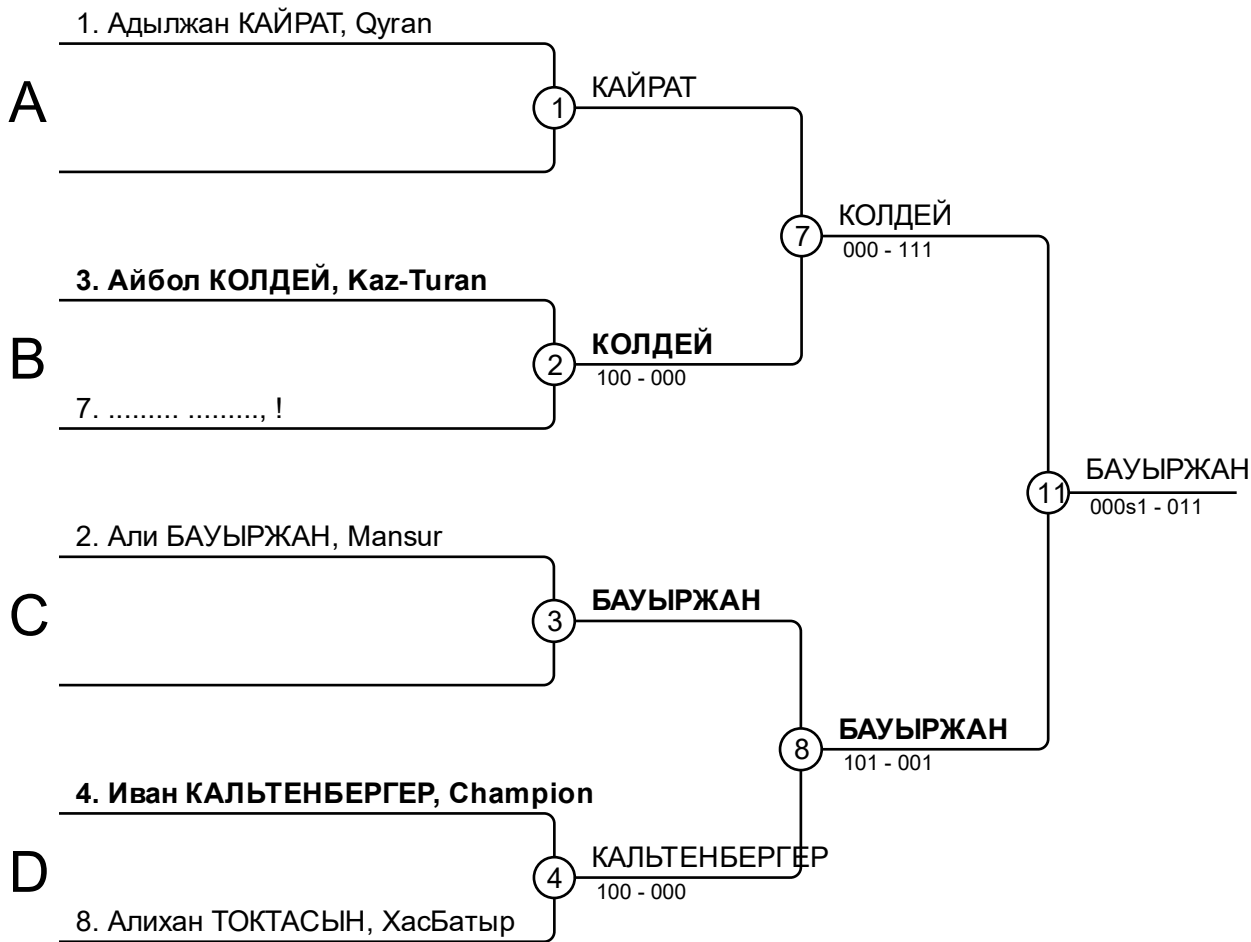 1. Адылжан КАЙРАТ, Qyran
A
1
КАЙРАТ
7
КОЛДЕЙ
000 - 111
3. Айбол КОЛДЕЙ, Kaz-Turan
B
2
КОЛДЕЙ
100 - 000
7. ......... ........., !
11
БАУЫРЖАН
000s1 - 011
2. Али БАУЫРЖАН, Mansur
C
3
БАУЫРЖАН
8
БАУЫРЖАН
101 - 001
4. Иван КАЛЬТЕНБЕРГЕР, Champion
D
4
КАЛЬТЕНБЕРГЕР
100 - 000
8. Алихан ТОКТАСЫН, ХасБатыр